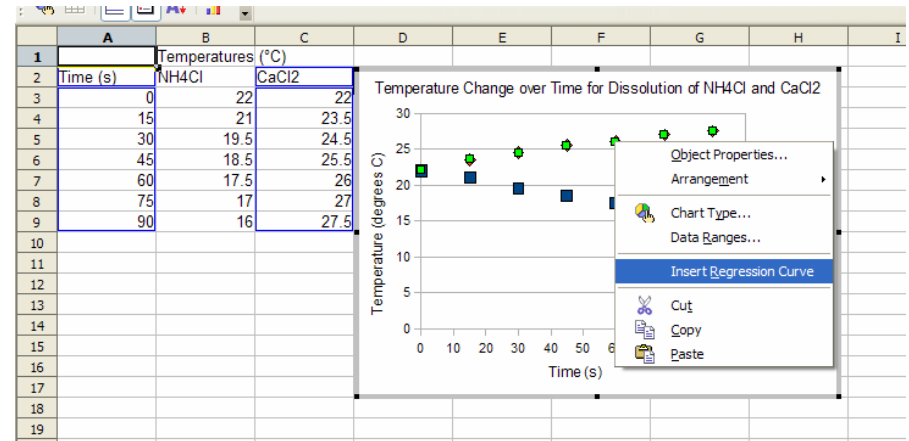 A B C D E F G H I
1 Temperatures (°C)
2 Time (s) NH4Cl CaCl2
3 0 22 22
4 15 21 23.5
5 30 19.5 24.5
6 45 18.5 25.5
7 60 17.5 26
8 75 17 27
9 90 16 27.5
10
11
12
13
14
15
16
17
18
19
Temperature Change over Time for Dissolution of NH4Cl and CaCl2
Temperature (degrees C)
30
25
20
15
10
5
0
0 10 20 30 40 50 6
Time (s)
Object Properties...
Arrangement
Chart Type...
Data Ranges...
Insert Regression Curve
Cut
Copy
Paste